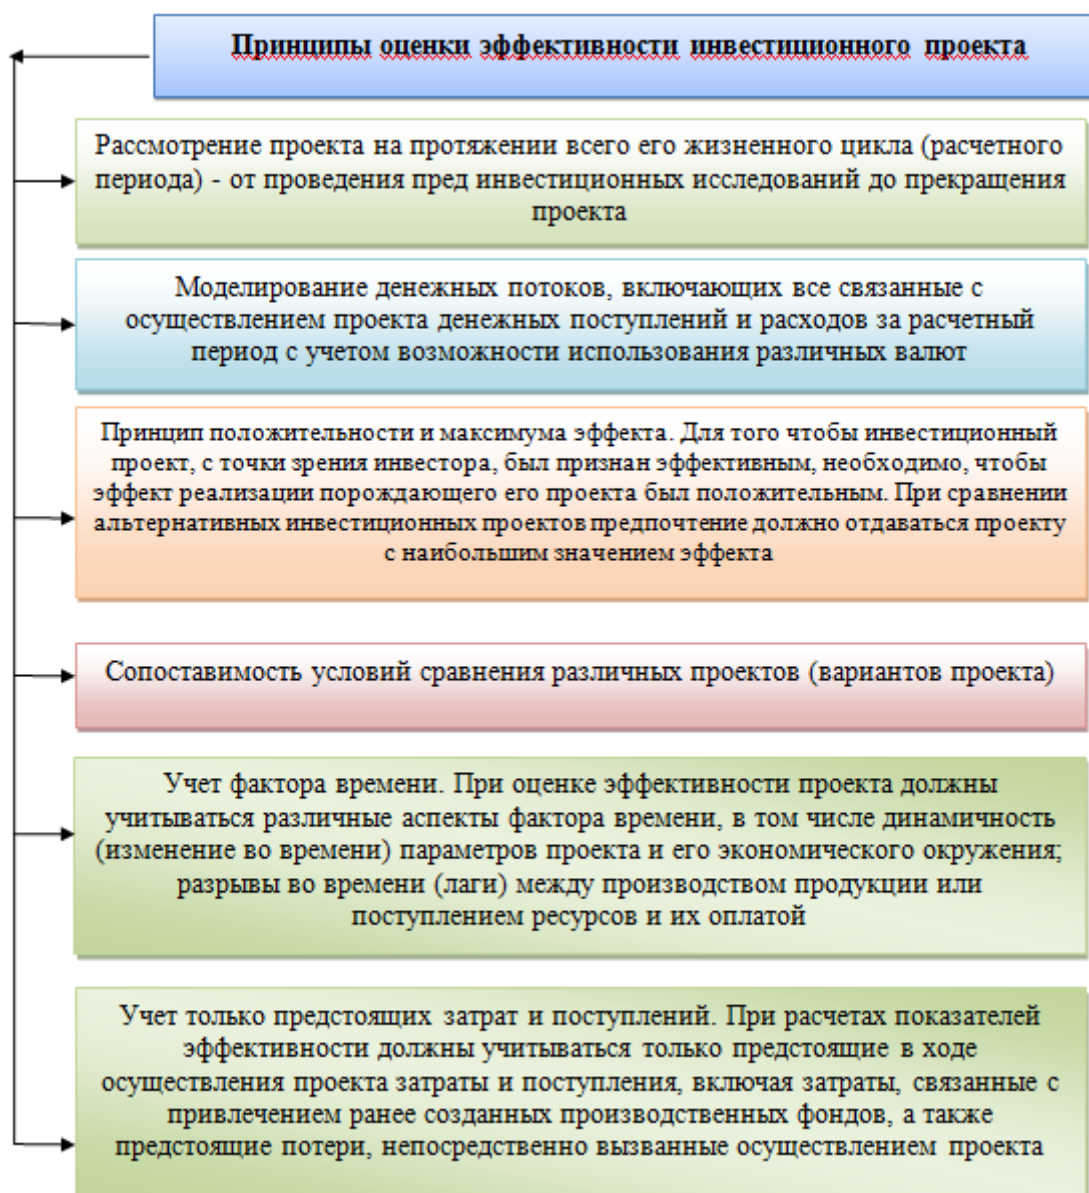 Принципы оценки эффективности инвестиционного проекта
Рассмотрение проекта на протяжении всего его жизненного цикла (расчетного
периода) - от проведения пред инвестиционных исследований до прекращения
проекта
Моделирование денежных потоков, включающих все связанные с
осуществлением проекта денежных поступлений и расходов за расчетный
период с учетом возможности использования различных валют
Принцип положительности и максимума эффекта. Для того чтобы инвестиционный
проект, с точки зрения инвестора, был признан эффективным, необходимо, чтобы
эффект реализации порождающего его проекта был положительным. При сравнении
альтернативных инвестиционных проектов предпочтение должно отдаваться проекту
с наибольшим значением эффекта
Сопоставимость условий сравнения различных проектов (вариантов проекта)
Учет фактора времени. При оценке эффективности проекта должны
учитываться различные аспекты фактора времени, в том числе динамичность
(изменение во времени) параметров проекта и его экономического окружения;
разрывы во времени (лаги) между производством продукции или
поступлением ресурсов и их оплатой
Учет только предстоящих затрат и поступлений. При расчетах показателей
эффективности должны учитываться только предстоящие в ходе
осуществления проекта затраты и поступления, включая затраты, связанные с
привлечением ранее созданных производственных фондов, а также
предстоящие потери, непосредственно вызванные осуществлением проекта